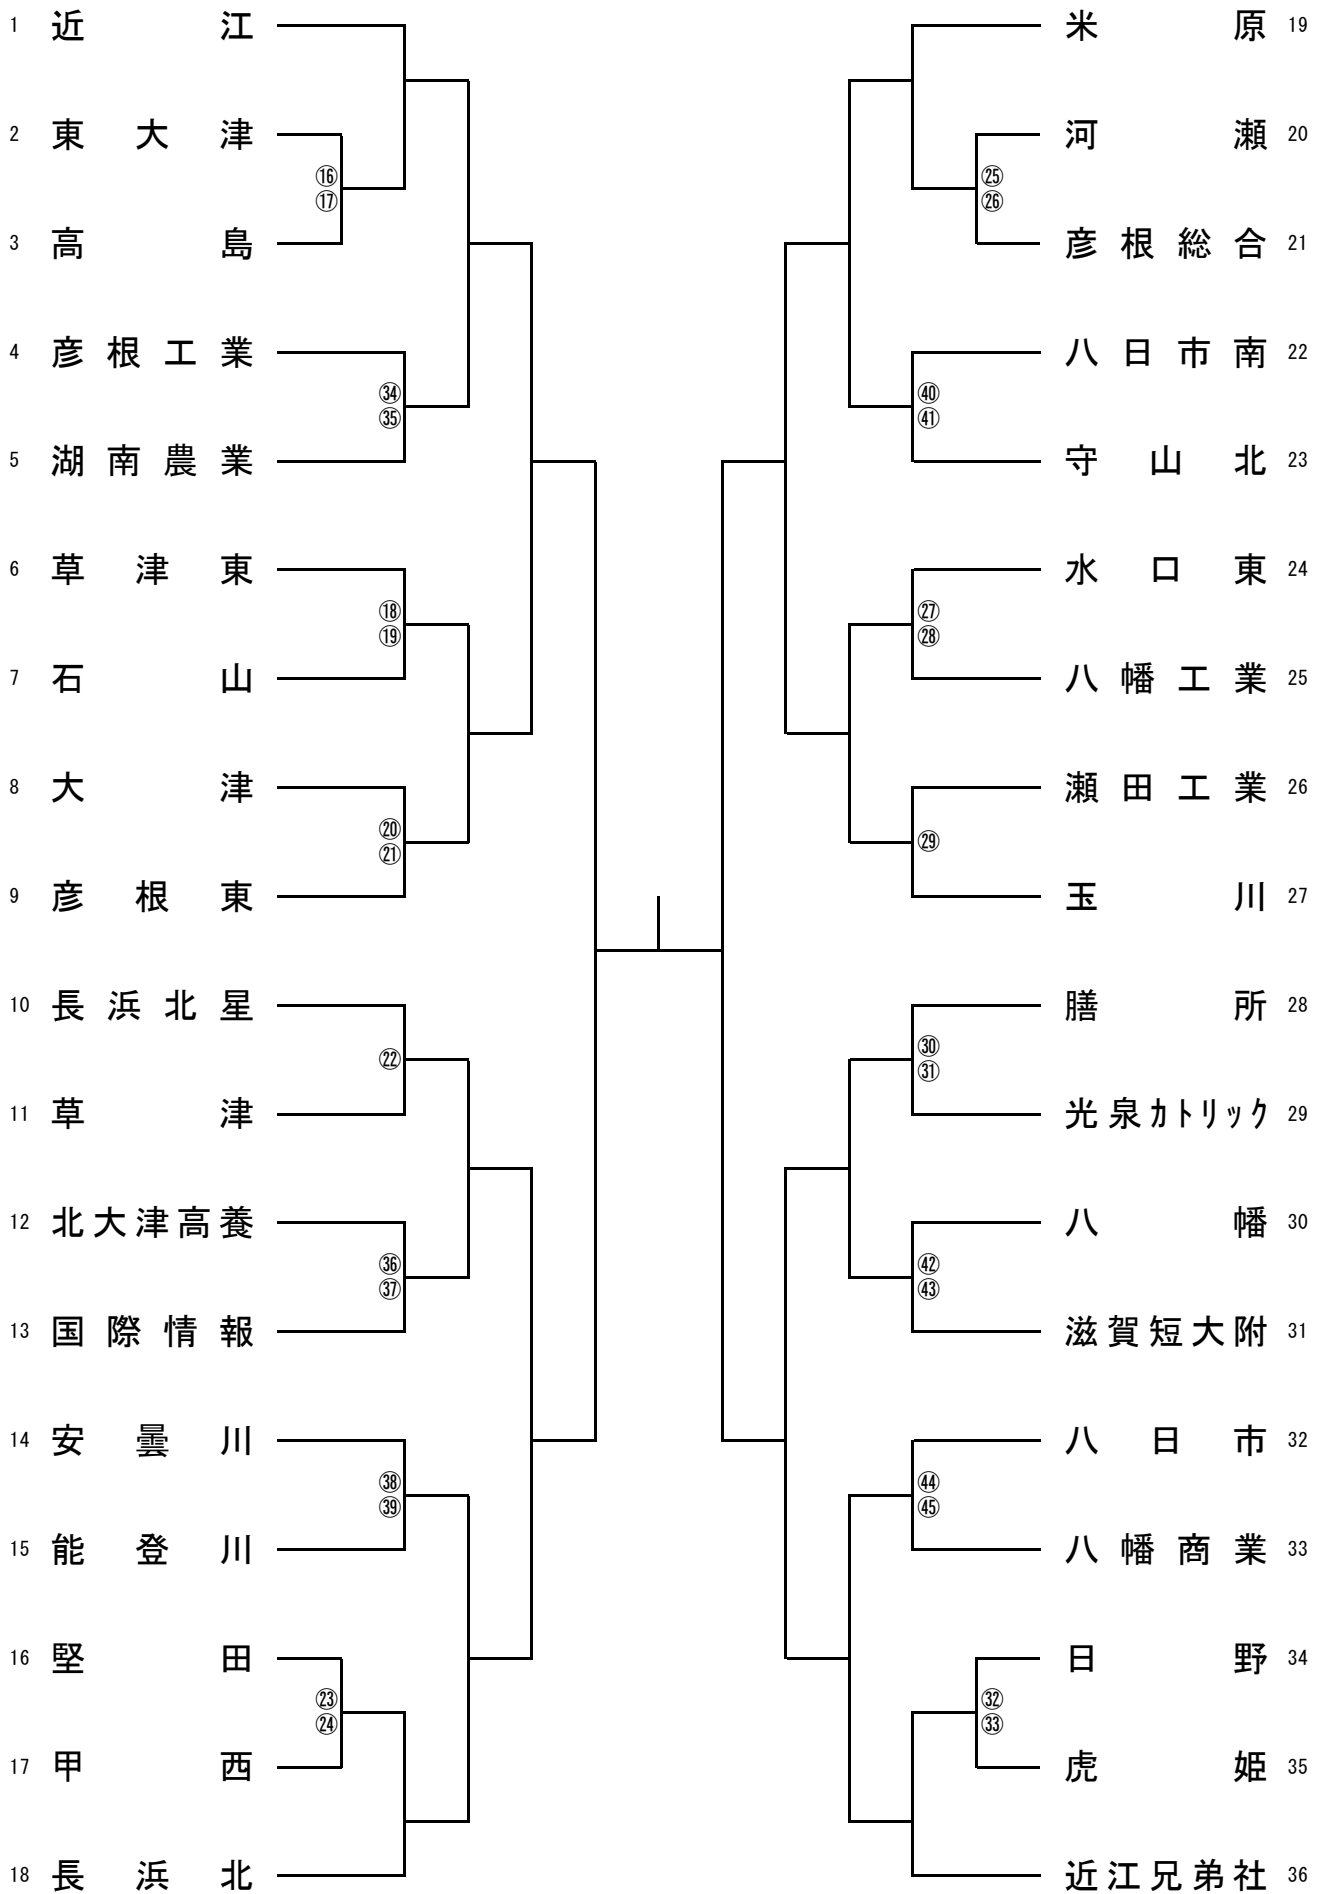 1 近江
2 東大津
⑯
⑰
3 高島
4 彦根工業
㉞
㉟
5 湖南農業
6 草津東
⑱
⑲
7 石山
8 大津
⑳
㉑
9 彦根東
10 長浜北星
㉒
11 草津
12 北大津高養
㊱
㊲
13 国際情報
14 安曇川
㊳
㊴
15 能登川
16 堅田
㉓
㉔
17 甲西
18 長浜北
米原 19
河瀬 20
㉕
㉖
彦根総合 21
八日市南 22
㊵
㊶
守山北 23
水口東 24
㉗
㉘
八幡工業 25
瀬田工業 26
㉙
玉川 27
膳所 28
㉚
㉛
光泉ｶﾄﾘｯｸ 29
八幡 30
㊷
㊸
滋賀短大附 31
八日市 32
㊹
㊺
八幡商業 33
日野 34
㉜
㉝
虎姫 35
近江兄弟社 36